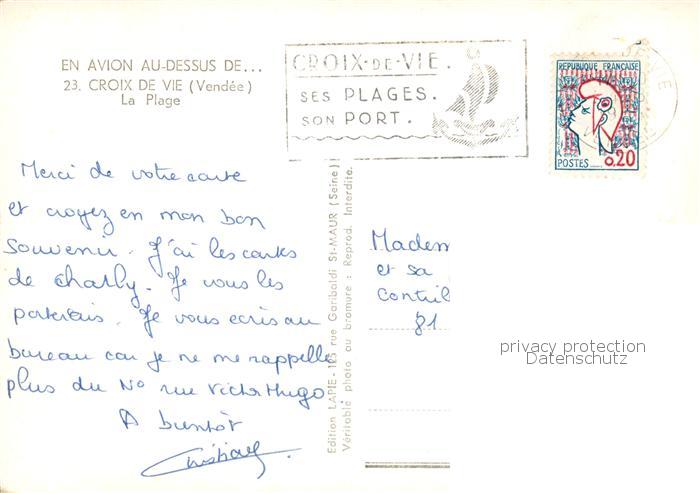 EN AVION AU-DESSUS DE...
23. CROIX DE VIE (Vendée)
La Plage
CROIX-DE-VIE.
SES PLAGES.
SON PORT.
REPUBLIQUE FRANÇAISE
0.20
POSTES
Merci de votre carte
et croyez en mon bon
souvenir. J'ai les cartes
de Charly. Je vous les
porterais. Je vous ecris au
bureau car je ne me rappelle
plus du No rue Victor Hugo
A bientôt
Edition LAPIE - 125 rue Garibaldi St-MAUR (Seine)
Véritable photo au bromure : Reprod. Interdite.
Madem
et sa
Contrib
81
privacy protection
Datenschutz